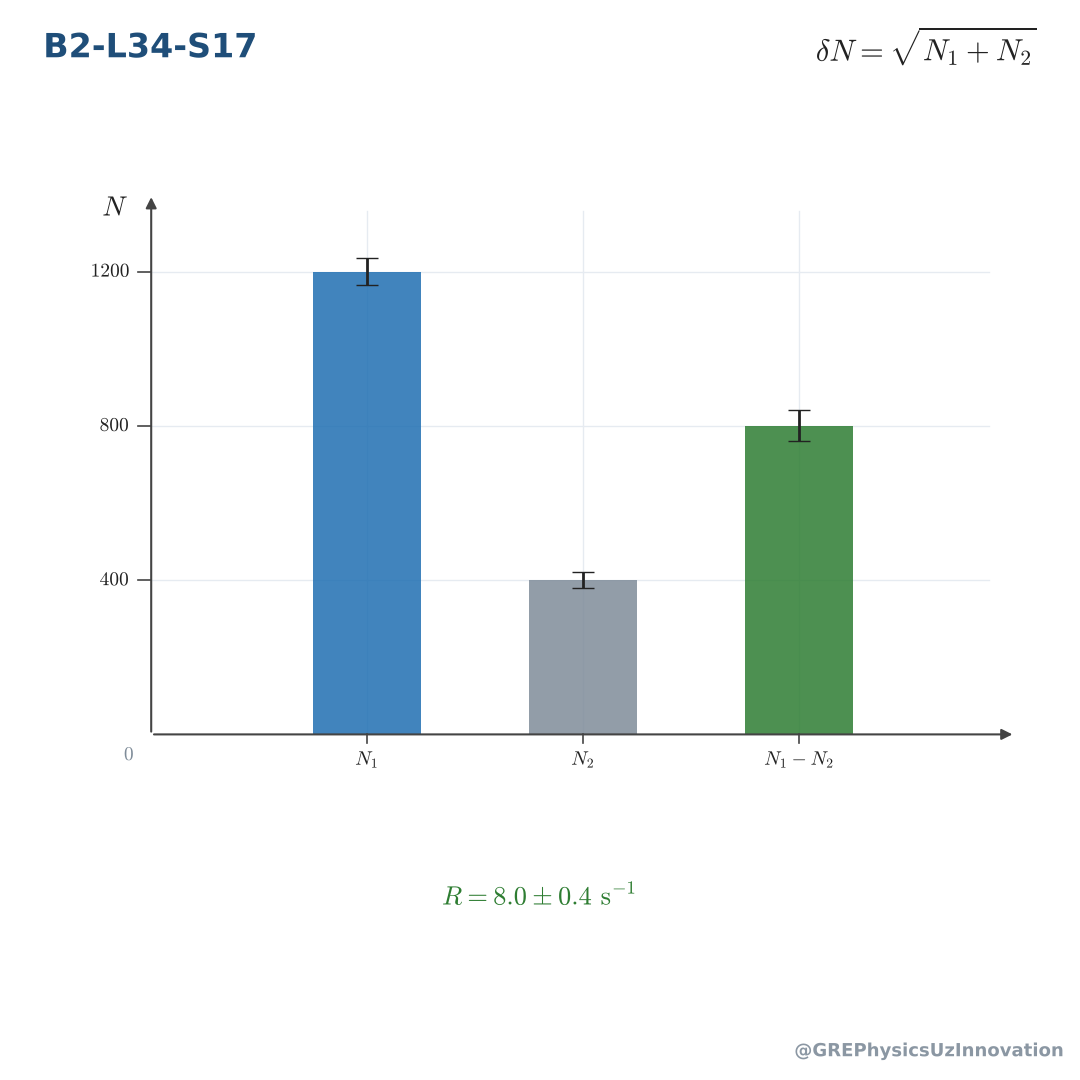 B2-L34-S17
δN = √(N₁ + N₂)
N
1200
800
400
0
N₁
N₂
N₁ − N₂
R = 8.0 ± 0.4 s⁻¹
@GREPhysicsUzInnovation